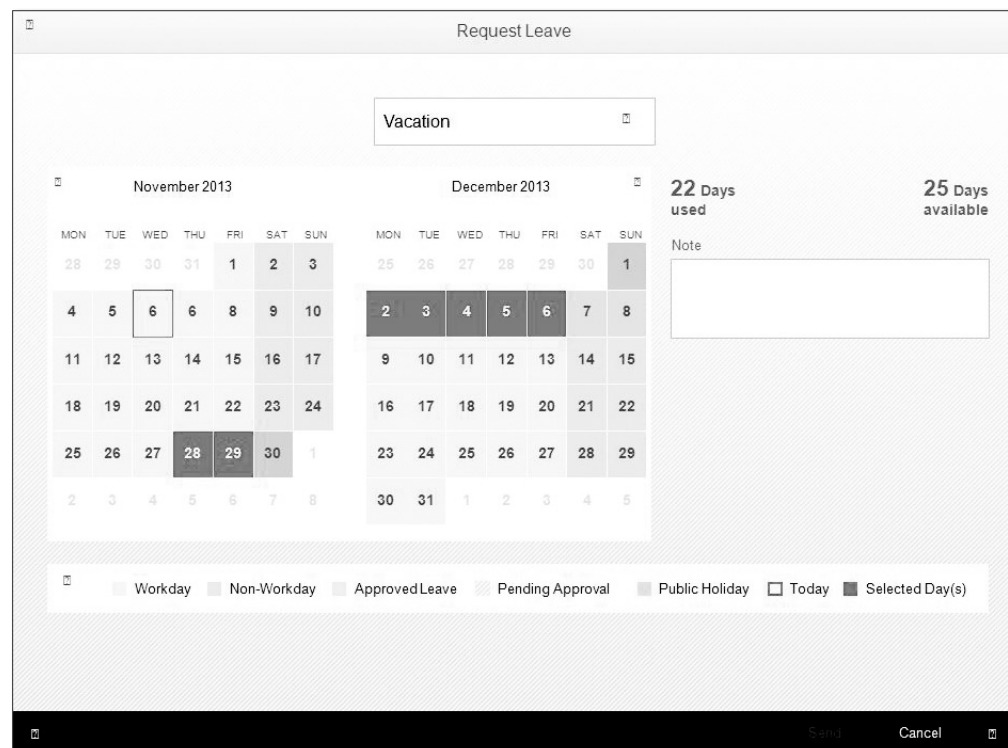 Request Leave
Vacation
November 2013
December 2013
22 Days used
25 Days available
MON TUE WED THU FRI SAT SUN
28 29 30 31 1 2 3
4 5 6 6 8 9 10
11 12 13 14 15 16 17
18 19 20 21 22 23 24
25 26 27 28 29 30 1
2 3 4 5 6 7 8
MON TUE WED THU FRI SAT SUN
25 26 27 28 29 30 1
2 3 4 5 6 7 8
9 10 11 12 13 14 15
16 17 18 19 20 21 22
23 24 25 26 27 28 29
30 31 1 2 3 4 5
Note
Workday Non-Workday Approved Leave Pending Approval Public Holiday Today Selected Day(s)
Send Cancel